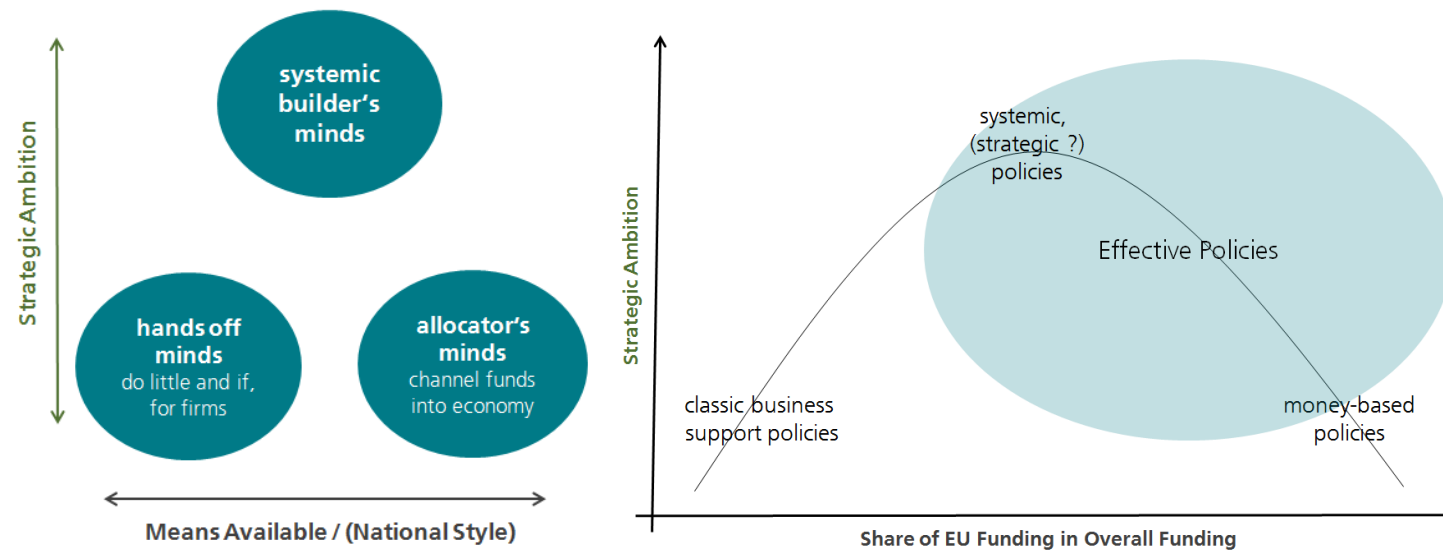 Strategic Ambition
systemic
builder's
minds
hands off
minds
do little and if,
for firms
allocator's
minds
channel funds
into economy
Means Available / (National Style)
Strategic Ambition
systemic,
(strategic ?)
policies
Effective Policies
classic business
support policies
money-based
policies
Share of EU Funding in Overall Funding